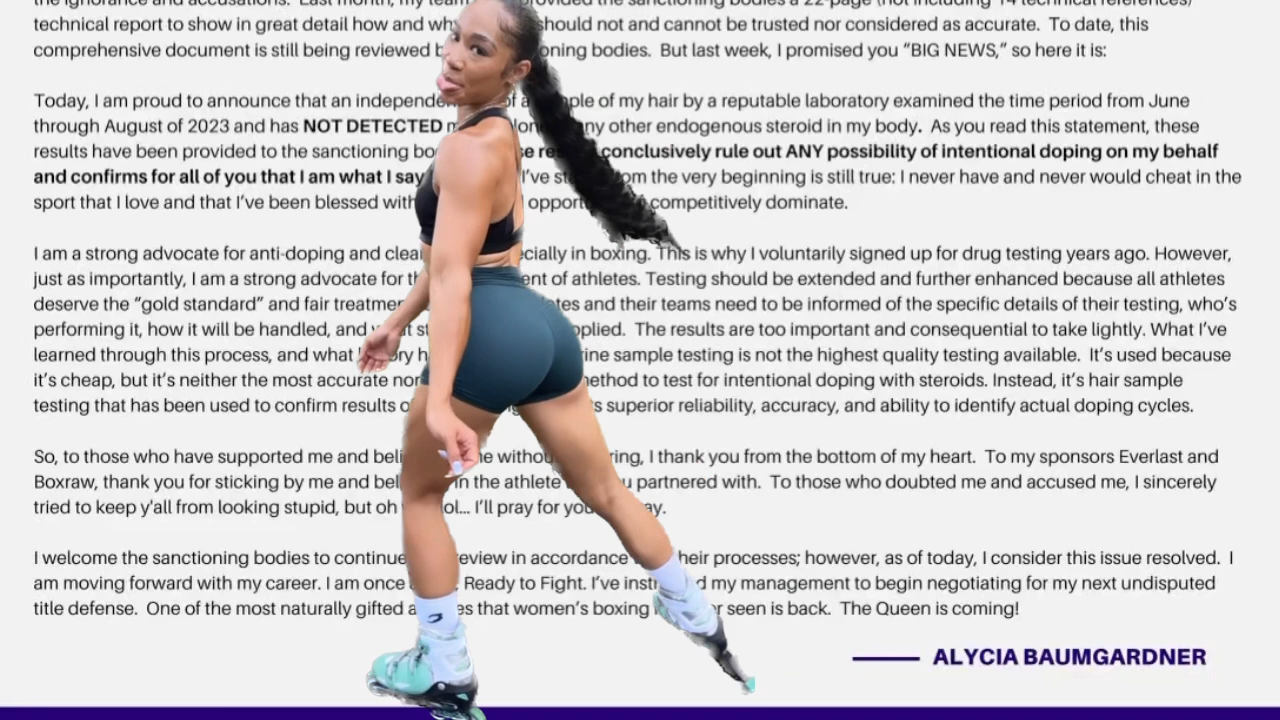 the ignorance and accusations. Last month, my team provided the sanctioning bodies a 22-page (not including 14 technical references)
technical report to show in great detail how and why should not and cannot be trusted nor considered as accurate. To date, this
comprehensive document is still being reviewed oning bodies. But last week, I promised you “BIG NEWS,” so here it is:
Today, I am proud to announce that an independe of a ple of my hair by a reputable laboratory examined the time period from June
through August of 2023 and has NOT DETECTED any other endogenous steroid in my body. As you read this statement, these
results have been provided to the sanctioning bo conclusively rule out ANY possibility of intentional doping on my behalf
and confirms for all of you that I am what I say I’ve st om the very beginning is still true: I never have and never would cheat in the
sport that I love and that I’ve been blessed with opport competitively dominate.
I am a strong advocate for anti-doping and clea cially in boxing. This is why I voluntarily signed up for drug testing years ago. However,
just as importantly, I am a strong advocate for th ent of athletes. Testing should be extended and further enhanced because all athletes
deserve the “gold standard” and fair treatmen tes and their teams need to be informed of the specific details of their testing, who’s
performing it, how it will be handled, and pplied. The results are too important and consequential to take lightly. What I’ve
learned through this process, and what ry h ine sample testing is not the highest quality testing available. It’s used because
it’s cheap, but it’s neither the most accurate nor ethod to test for intentional doping with steroids. Instead, it’s hair sample
testing that has been used to confirm results o s superior reliability, accuracy, and ability to identify actual doping cycles.
So, to those who have supported me and beli e withou ring, I thank you from the bottom of my heart. To my sponsors Everlast and
Boxraw, thank you for sticking by me and bel in the athlete u partnered with. To those who doubted me and accused me, I sincerely
tried to keep y'all from looking stupid, but oh ol... I’ll pray for you ay.
I welcome the sanctioning bodies to continue eview in accordance heir processes; however, as of today, I consider this issue resolved. I
am moving forward with my career. I am once Ready to Fight. I’ve instr d my management to begin negotiating for my next undisputed
title defense. One of the most naturally gifted a es that women’s boxing r seen is back. The Queen is coming!
ALYCIA BAUMGARDNER